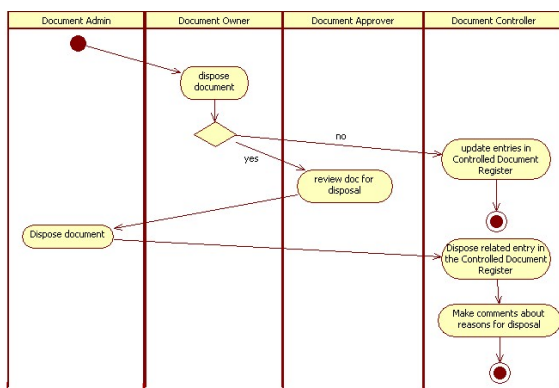 Document Admin
Document Owner
Document Approver
Document Controller
dispose
document
no
yes
update entries in
Controlled Document
Register
review doc for
disposal
Dispose document
Dispose related entry in
the Controlled Document
Register
Make comments about
reasons for disposal